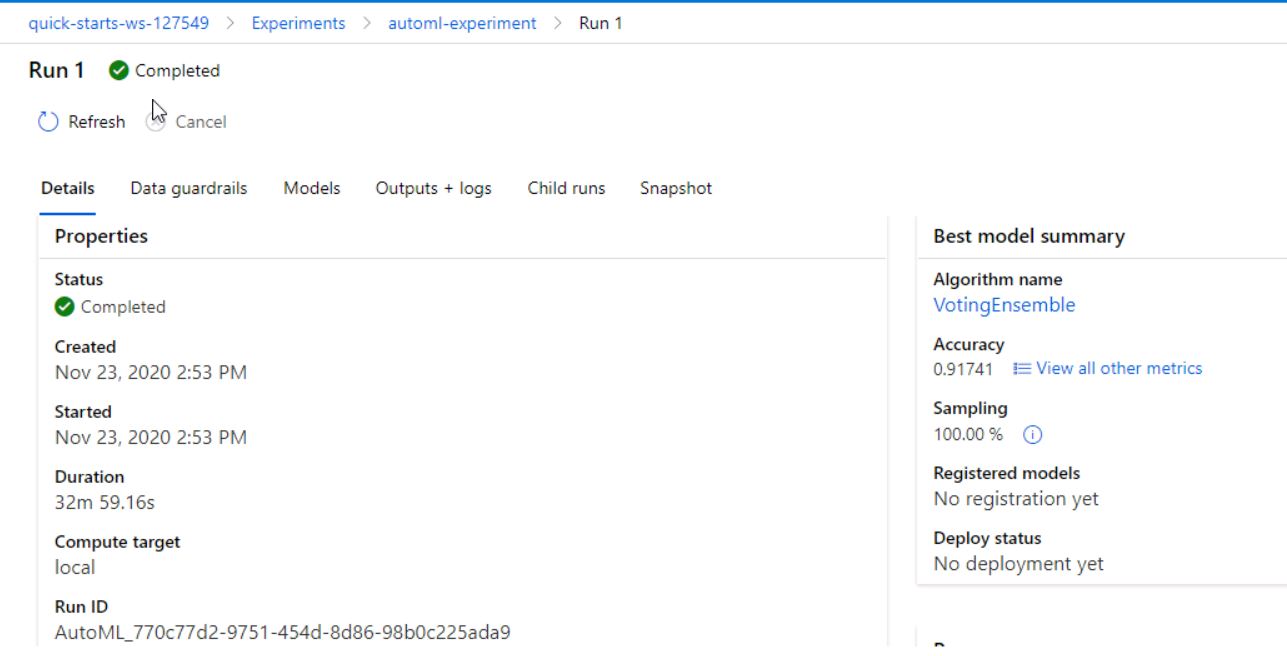 quick-starts-ws-127549 > Experiments > automl-experiment > Run 1
Run 1 Completed
Refresh Cancel
Details Data guardrails Models Outputs + logs Child runs Snapshot
Properties
Status
Completed
Created
Nov 23, 2020 2:53 PM
Started
Nov 23, 2020 2:53 PM
Duration
32m 59.16s
Compute target
local
Run ID
AutoML_770c77d2-9751-454d-8d86-98b0c225ada9
Best model summary
Algorithm name
VotingEnsemble
Accuracy
0.91741 View all other metrics
Sampling
100.00 %
Registered models
No registration yet
Deploy status
No deployment yet